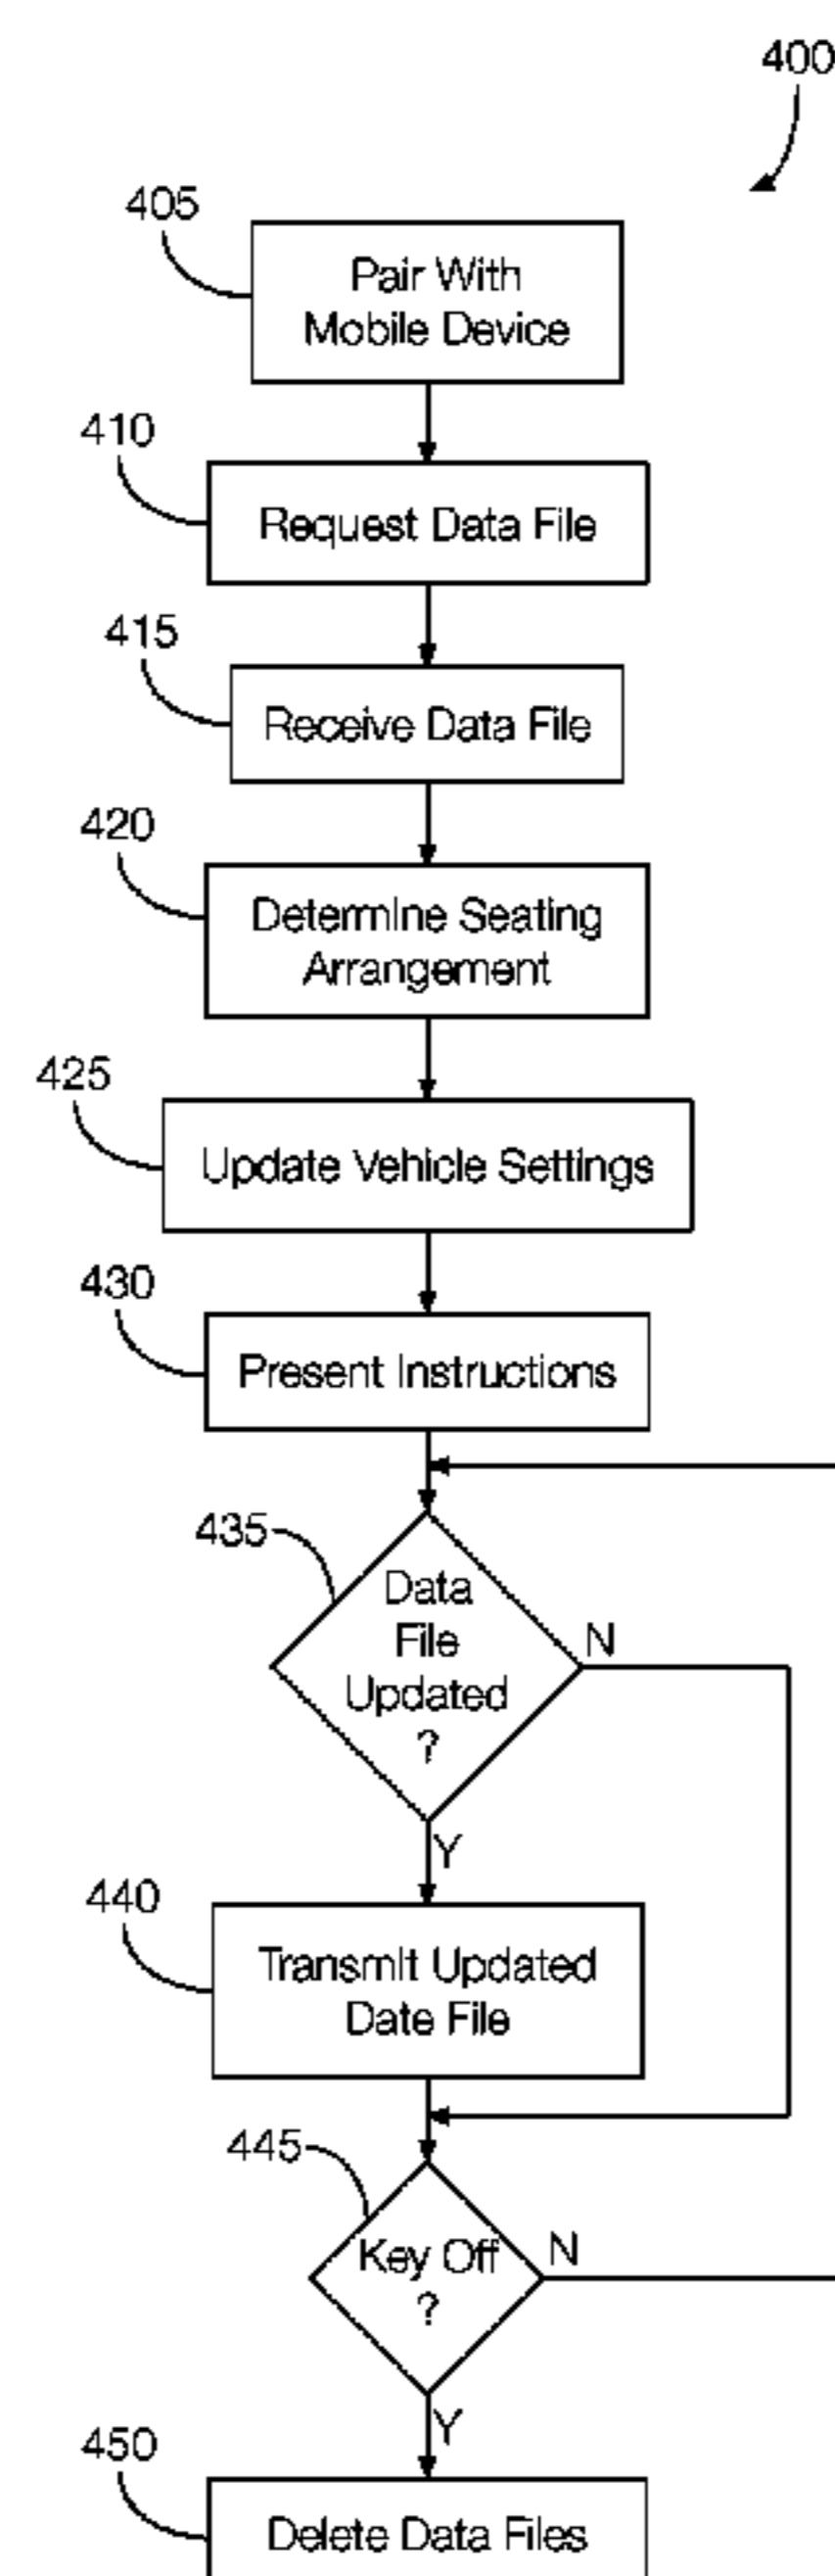 400
405
Pair With
Mobile Device
410
Request Data File
415
Receive Data File
420
Determine Seating
Arrangement
425
Update Vehicle Settings
430
Present Instructions
435
Data
File
Updated
?
N
Y
440
Transmit Updated
Date File
445
Key Off
?
N
Y
450
Delete Data Files